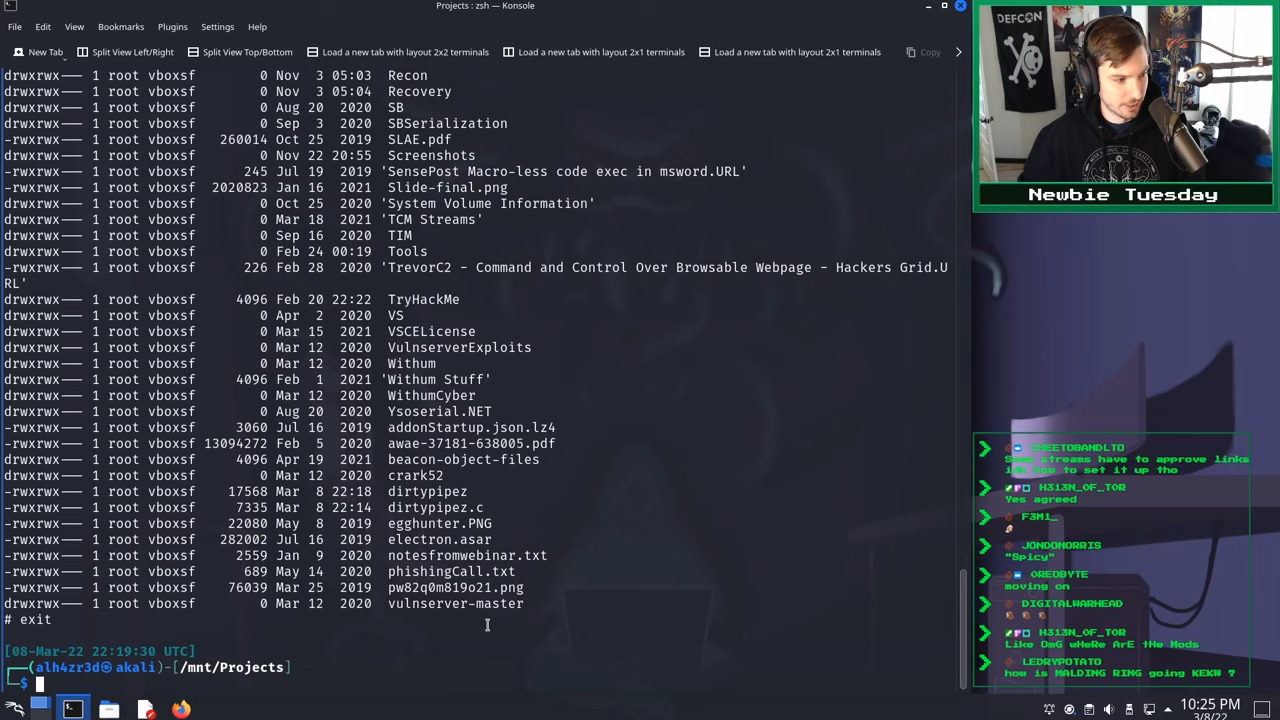 Projects : zsh — Konsole
File Edit View Bookmarks Plugins Settings Help
New Tab Split View Left/Right Split View Top/Bottom Load a new tab with layout 2x2 terminals Load a new tab with layout 2x1 terminals Load a new tab with layout 2x1 terminals Copy
drwxrwx--- 1 root vboxsf 0 Nov 3 05:03 Recon
drwxrwx--- 1 root vboxsf 0 Nov 3 05:04 Recovery
drwxrwx--- 1 root vboxsf 0 Aug 20 2020 SB
drwxrwx--- 1 root vboxsf 0 Sep 3 2020 SBSerialization
-rwxrwx--- 1 root vboxsf 260014 Oct 25 2019 SLAE.pdf
drwxrwx--- 1 root vboxsf 0 Nov 22 20:55 Screenshots
-rwxrwx--- 1 root vboxsf 245 Jul 19 2019 'SensePost Macro-less code exec in msword.URL'
-rwxrwx--- 1 root vboxsf 2020823 Jan 16 2021 Slide-final.png
drwxrwx--- 1 root vboxsf 0 Oct 25 2019 'System Volume Information'
drwxrwx--- 1 root vboxsf 0 Mar 18 2021 'TCM Streams'
drwxrwx--- 1 root vboxsf 0 Sep 16 2020 TIM
drwxrwx--- 1 root vboxsf 0 Feb 24 00:19 Tools
-rwxrwx--- 1 root vboxsf 226 Feb 28 2020 'TrevorC2 - Command and Control Over Browsable Webpage - Hackers Grid.U
RL'
drwxrwx--- 1 root vboxsf 4096 Feb 20 22:22 TryHackMe
drwxrwx--- 1 root vboxsf 0 Apr 2 2020 VS
drwxrwx--- 1 root vboxsf 0 Mar 15 2021 VSCELicense
drwxrwx--- 1 root vboxsf 0 Mar 12 2020 VulnserverExploits
drwxrwx--- 1 root vboxsf 0 Mar 12 2020 Withum
drwxrwx--- 1 root vboxsf 4096 Feb 1 2021 'Withum Stuff'
drwxrwx--- 1 root vboxsf 0 Mar 12 2020 WithumCyber
drwxrwx--- 1 root vboxsf 0 Aug 20 2020 Ysoserial.NET
-rwxrwx--- 1 root vboxsf 3060 Jul 16 2019 addonStartup.json.lz4
-rwxrwx--- 1 root vboxsf 13094272 Feb 5 2020 awae-37181-638005.pdf
drwxrwx--- 1 root vboxsf 4096 Apr 19 2021 beacon-object-files
drwxrwx--- 1 root vboxsf 0 Mar 12 2020 clark52
-rwxrwx--- 1 root vboxsf 17568 Mar 8 23:18 dirtypipez
-rwxrwx--- 1 root vboxsf 7335 Mar 8 22:14 dirtypipez.c
-rwxrwx--- 1 root vboxsf 22080 May 8 2019 egghunter.PNG
-rwxrwx--- 1 root vboxsf 282002 Jul 16 2019 electron.asar
-rwxrwx--- 1 root vboxsf 2559 Jan 9 2020 notesfromwebinar.txt
-rwxrwx--- 1 root vboxsf 689 May 14 2020 phishingCall.txt
-rwxrwx--- 1 root vboxsf 76039 Mar 25 2020 pw82q0m819o21.png
drwxrwx--- 1 root vboxsf 0 Mar 12 2020 vulnserver-master
# exit
[08-Mar-22 22:19:30 UTC]
(alh4zr3d㉿akali)-[/mnt/Projects]
$
DEFCON
Newbie Tuesday
CHEETOBANDLTO
Some streams have to approve links
idk how to set it up tho
H313N_OF_TOR
Yes agreed
F3M1_
JONDONORRIS
"Spicy"
OREOBYTE
moving on
DIGITALWARHEAD
H313N_OF_TOR
Like OmG wHeRe ArE tHe Mods
LEDRYPOTATO
how is MALDING RING going KEKW ?
10:25 PM
3/8/22